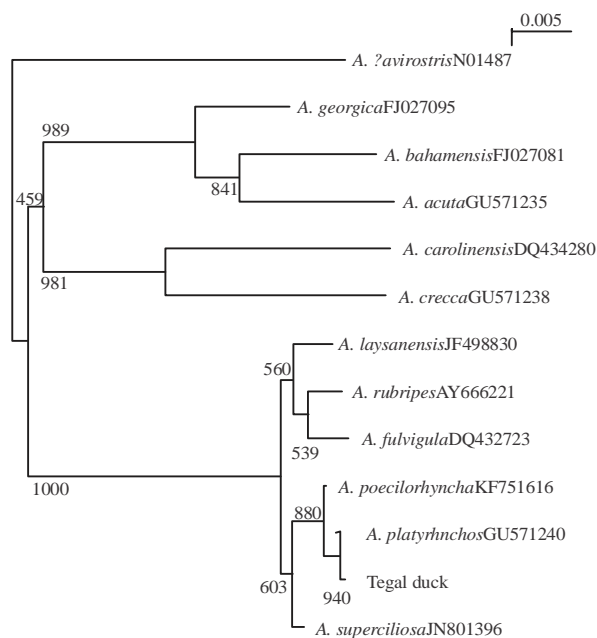 0.005
A. ?avirostrisN01487
A. georgicaFJ027095
989
A. bahamensisFJ027081
841
A. acutaGU571235
459
A. carolinensisDQ434280
981
A. creccaGU571238
A. laysanensisJF498830
560
A. rubripesAY666221
A. fulvigulaDQ432723
539
1000
A. poecilorhynchaKF751616
880
A. platyrhnchosGU571240
603
Tegal duck
940
A. superciliosaJN801396